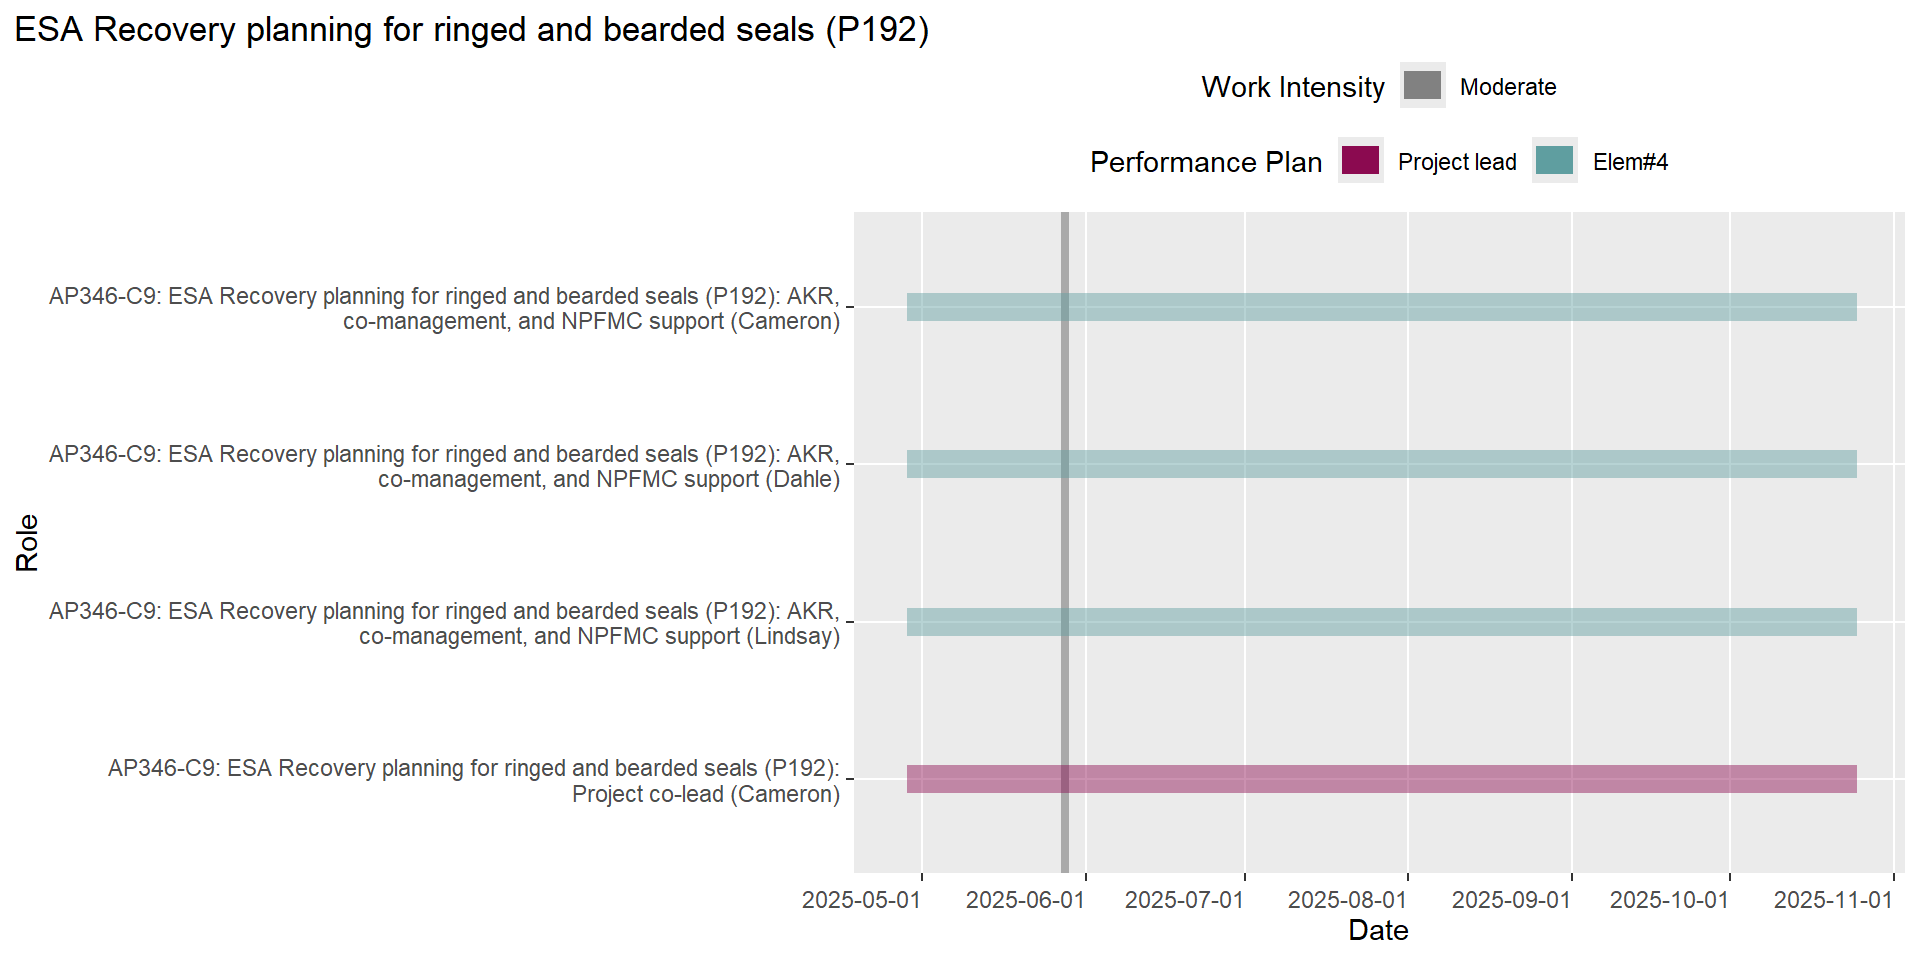 ESA Recovery planning for ringed and bearded seals (P192)
Work Intensity Moderate
Performance Plan Project lead Elem#4
AP346-C9: ESA Recovery planning for ringed and bearded seals (P192): AKR,
co-management, and NPFMC support (Cameron)
AP346-C9: ESA Recovery planning for ringed and bearded seals (P192): AKR,
co-management, and NPFMC support (Dahle)
Role
AP346-C9: ESA Recovery planning for ringed and bearded seals (P192): AKR,
co-management, and NPFMC support (Lindsay)
AP346-C9: ESA Recovery planning for ringed and bearded seals (P192):
Project co-lead (Cameron)
2025-05-01 2025-06-01 2025-07-01 2025-08-01 2025-09-01 2025-10-01 2025-11-01
Date